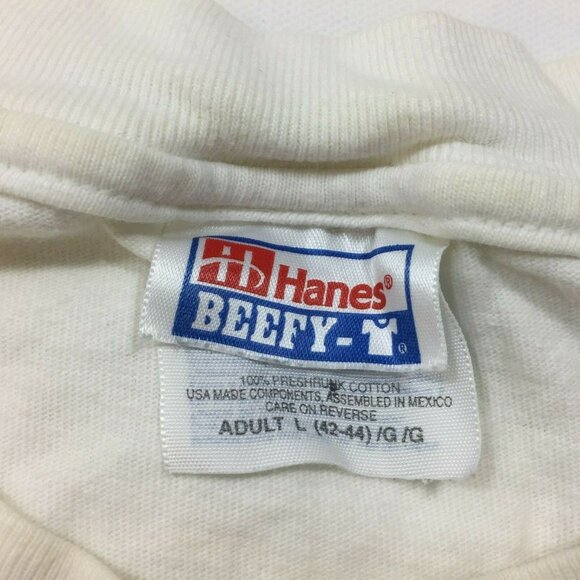 Hanes®
BEEFY-T®
100% PRESHRUNK COTTON
USA MADE COMPONENTS, ASSEMBLED IN MEXICO
CARE ON REVERSE
ADULT L (42-44) /G /G